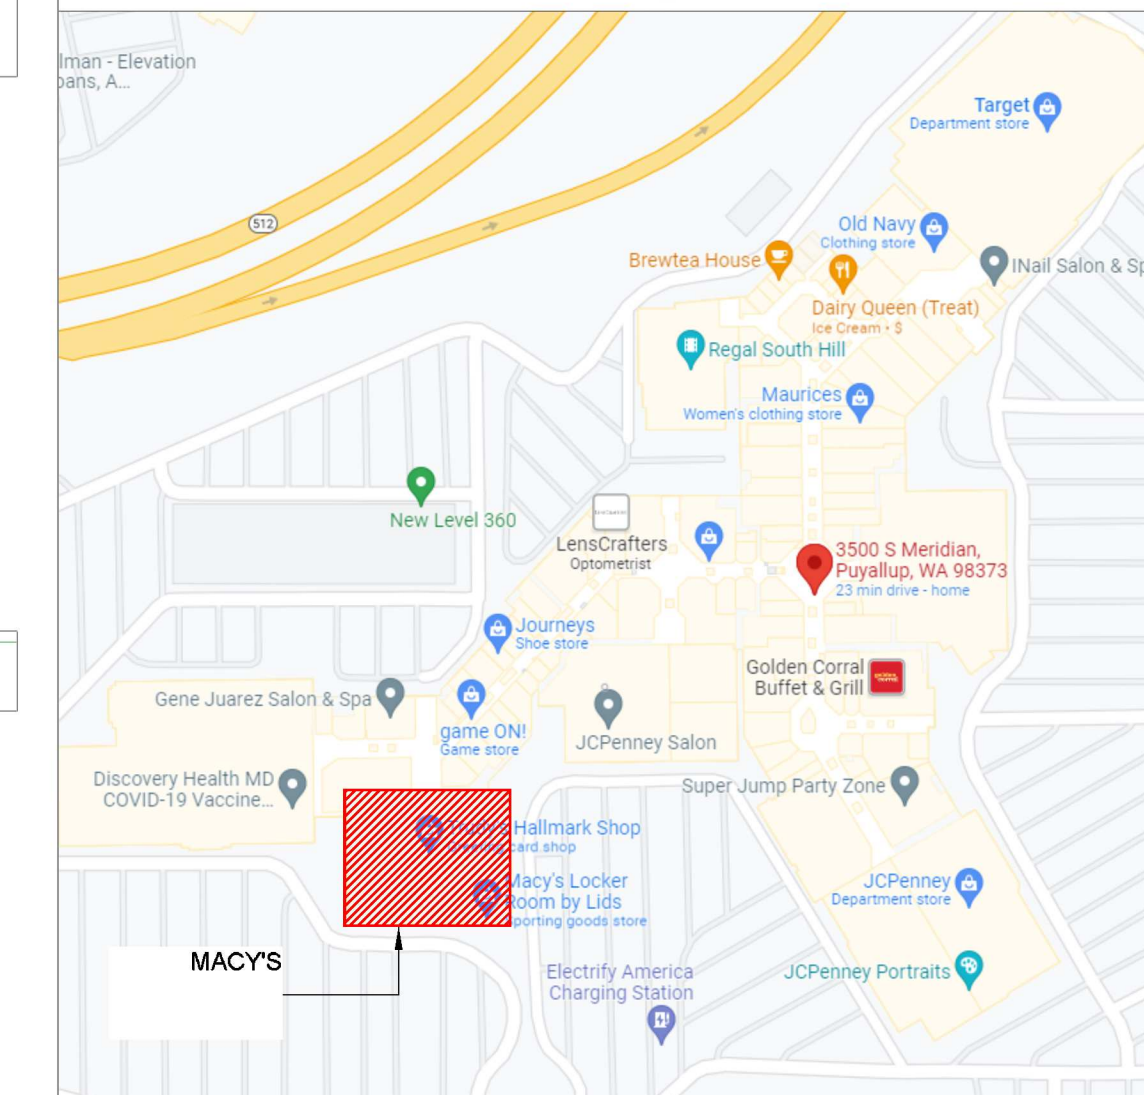 lman - Elevation
oans, A...
Target
Department store
512
Old Navy
Clothing store
Brewtea House
INail Salon & Sp
Dairy Queen (Treat)
Ice Cream · $
Regal South Hill
Maurices
Women's clothing store
New Level 360
LensCrafters
Optometrist
3500 S Meridian,
Puyallup, WA 98373
23 min drive - home
Journeys
Shoe store
Golden Corral
Buffet & Grill
Gene Juarez Salon & Spa
game ON!
Game store
JCPenney Salon
Discovery Health MD
COVID-19 Vaccine...
Super Jump Party Zone
Hallmark Shop
card shop
Macy's Locker
Room by Lids
sporting goods store
JCPenney
Department store
MACY'S
Electrify America
Charging Station
JCPenney Portraits